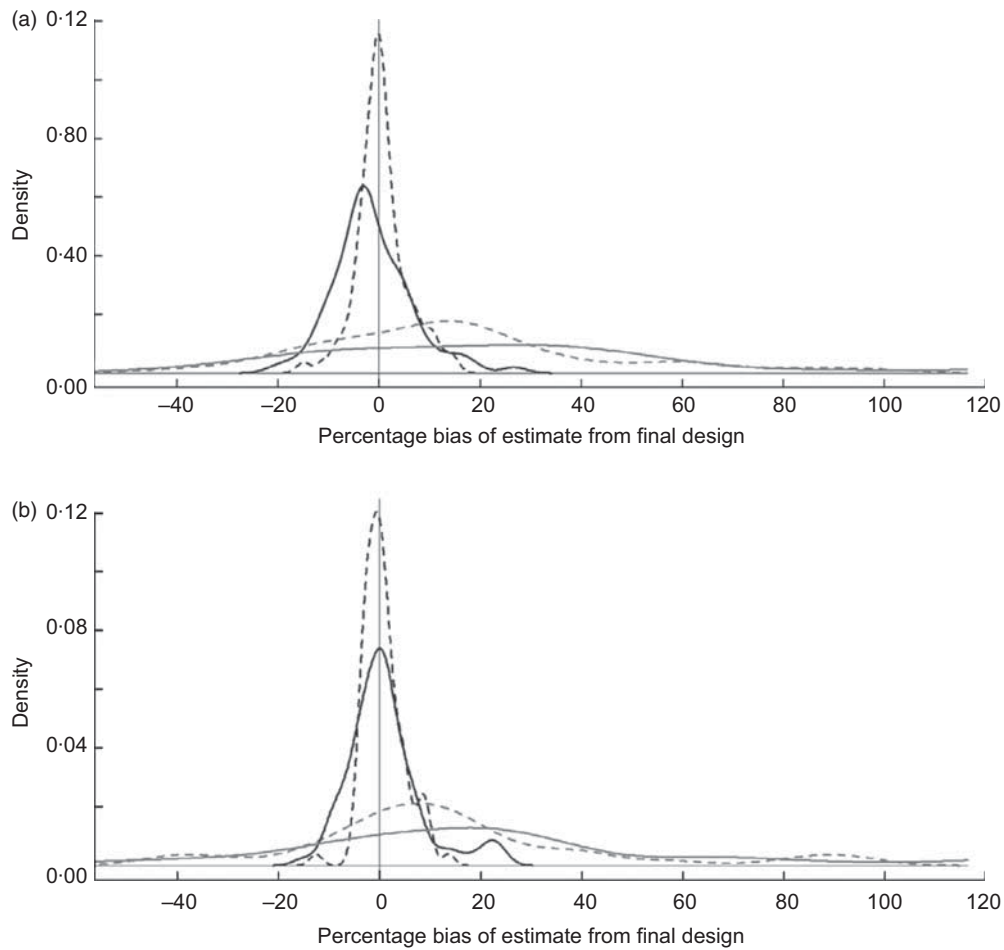 (a)
0·12
0·80
0·40
0·00
Density
–40 –20 0 20 40 60 80 100 120
Percentage bias of estimate from final design
(b)
0·12
0·08
0·04
0·00
Density
–40 –20 0 20 40 60 80 100 120
Percentage bias of estimate from final design